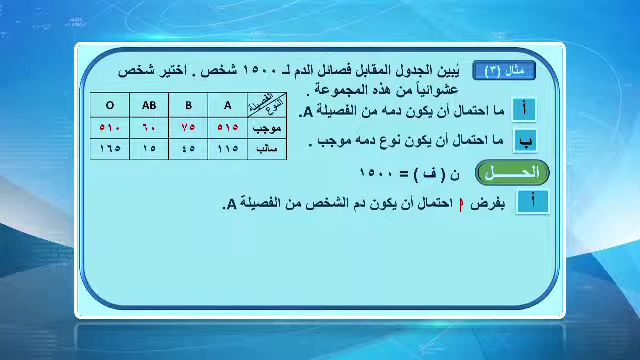 مثال (٣)
يُبين الجدول المقابل فصائل الدم لـ ١٥٠٠ شخص . اختير شخص
عشوائياً من هذه المجموعة .
أ ما احتمال أن يكون دمه من الفصيلة A.
ب ما احتمال أن يكون نوع دمه موجب .
الفصيلة النوع A B AB O
موجب ٥١٥ ٧٥ ٦٠ ٥١٠
سالب ١١٥ ٤٥ ١٥ ١٦٥
الحـــــل ن ( ف ) = ١٥٠٠
أ بفرض م احتمال أن يكون دم الشخص من الفصيلة A.